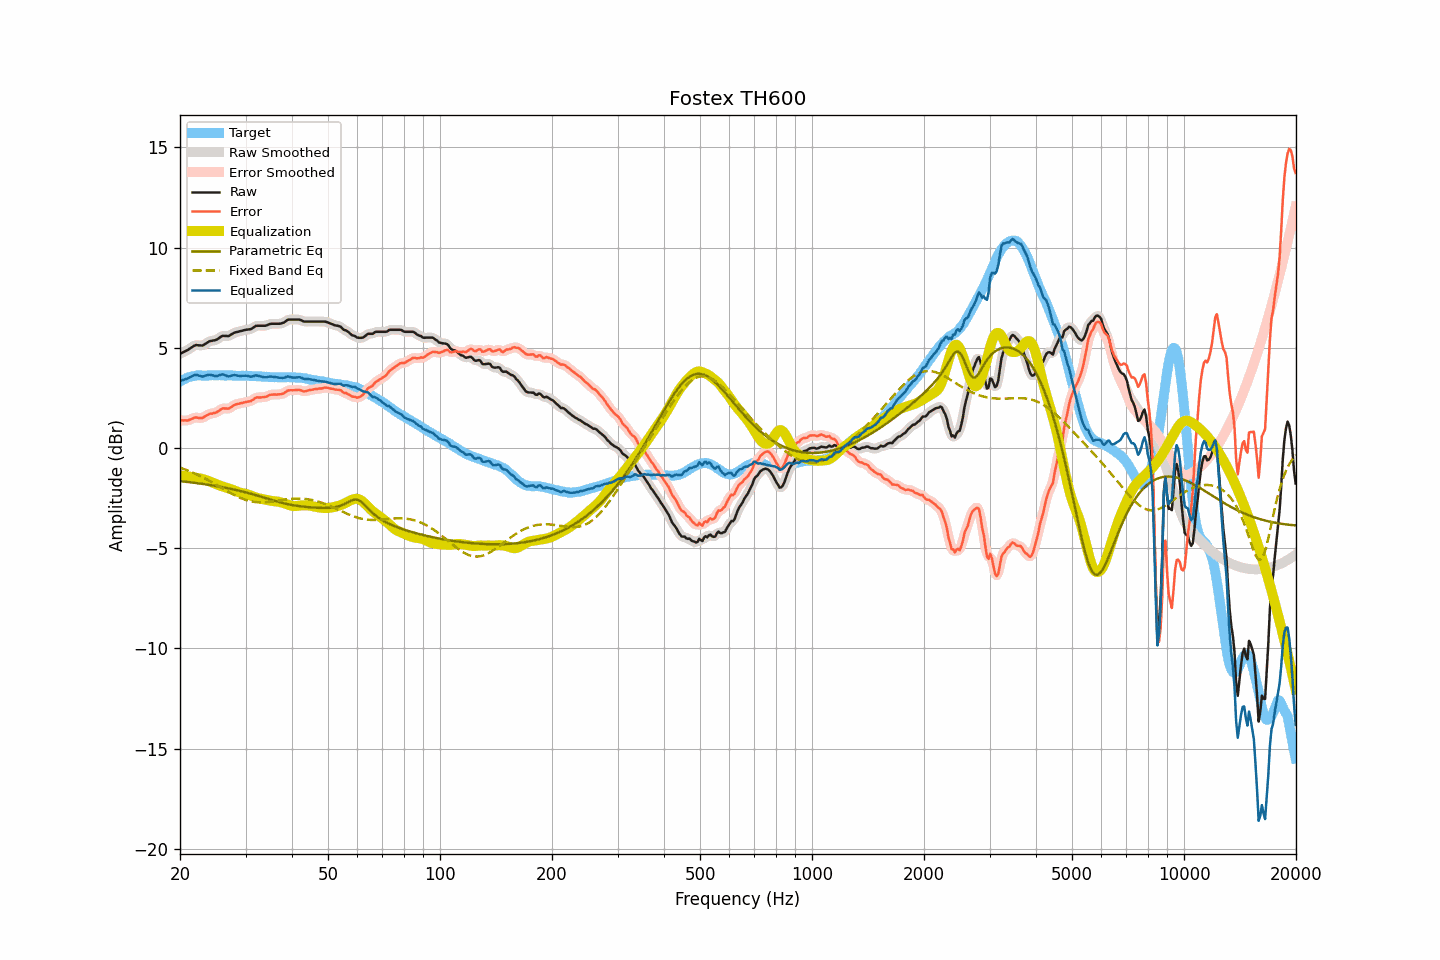 Fostex TH600
Target
Raw Smoothed
Error Smoothed
Raw
Error
Equalization
Parametric Eq
Fixed Band Eq
Equalized
15
10
5
0
−5
−10
−15
−20
Amplitude (dBr)
20 50 100 200 500 1000 2000 5000 10000 20000
Frequency (Hz)